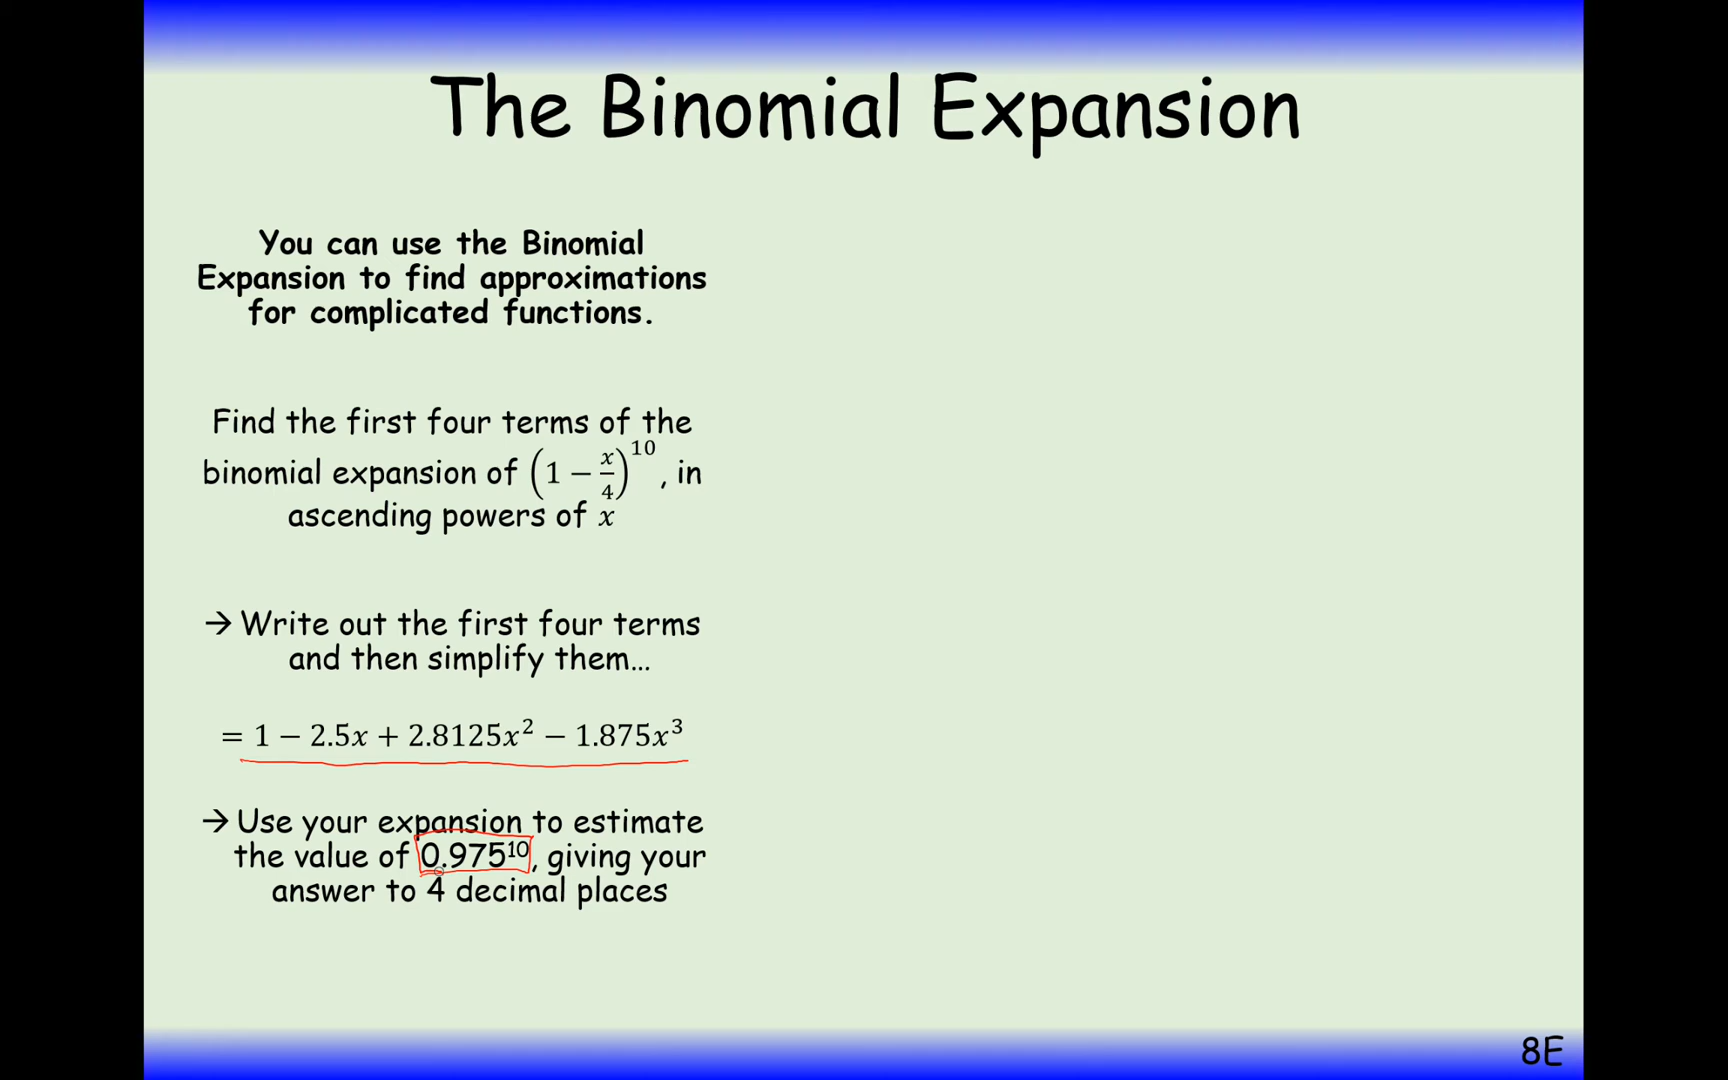 The Binomial Expansion
You can use the Binomial
Expansion to find approximations
for complicated functions.
Find the first four terms of the
binomial expansion of (1 − x/4)^10, in
ascending powers of x
→ Write out the first four terms
and then simplify them…
= 1 − 2.5x + 2.8125x² − 1.875x³
→ Use your expansion to estimate
the value of 0.975¹⁰, giving your
answer to 4 decimal places
8E